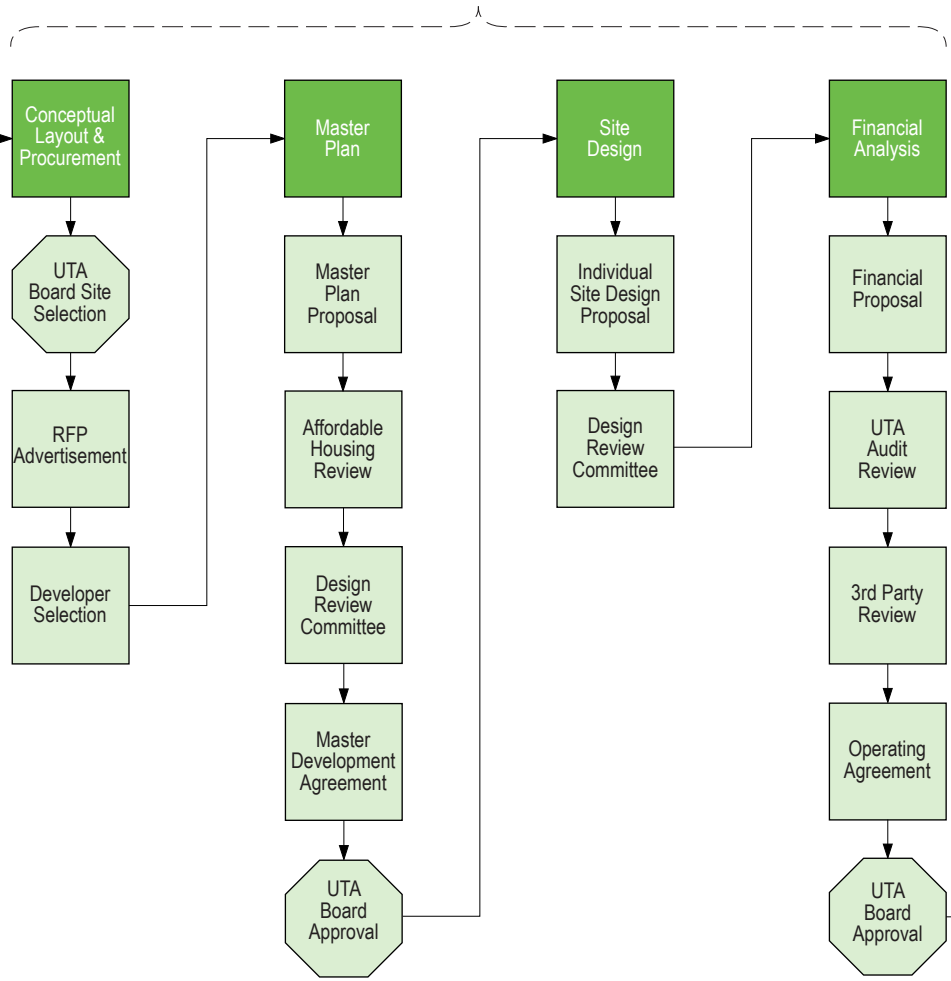 Conceptual
Layout &
Procurement
UTA
Board Site
Selection
RFP
Advertisement
Developer
Selection
Master
Plan
Master
Plan
Proposal
Affordable
Housing
Review
Design
Review
Committee
Master
Development
Agreement
UTA
Board
Approval
Site
Design
Individual
Site Design
Proposal
Design
Review
Committee
Financial
Analysis
Financial
Proposal
UTA
Audit
Review
3rd Party
Review
Operating
Agreement
UTA
Board
Approval